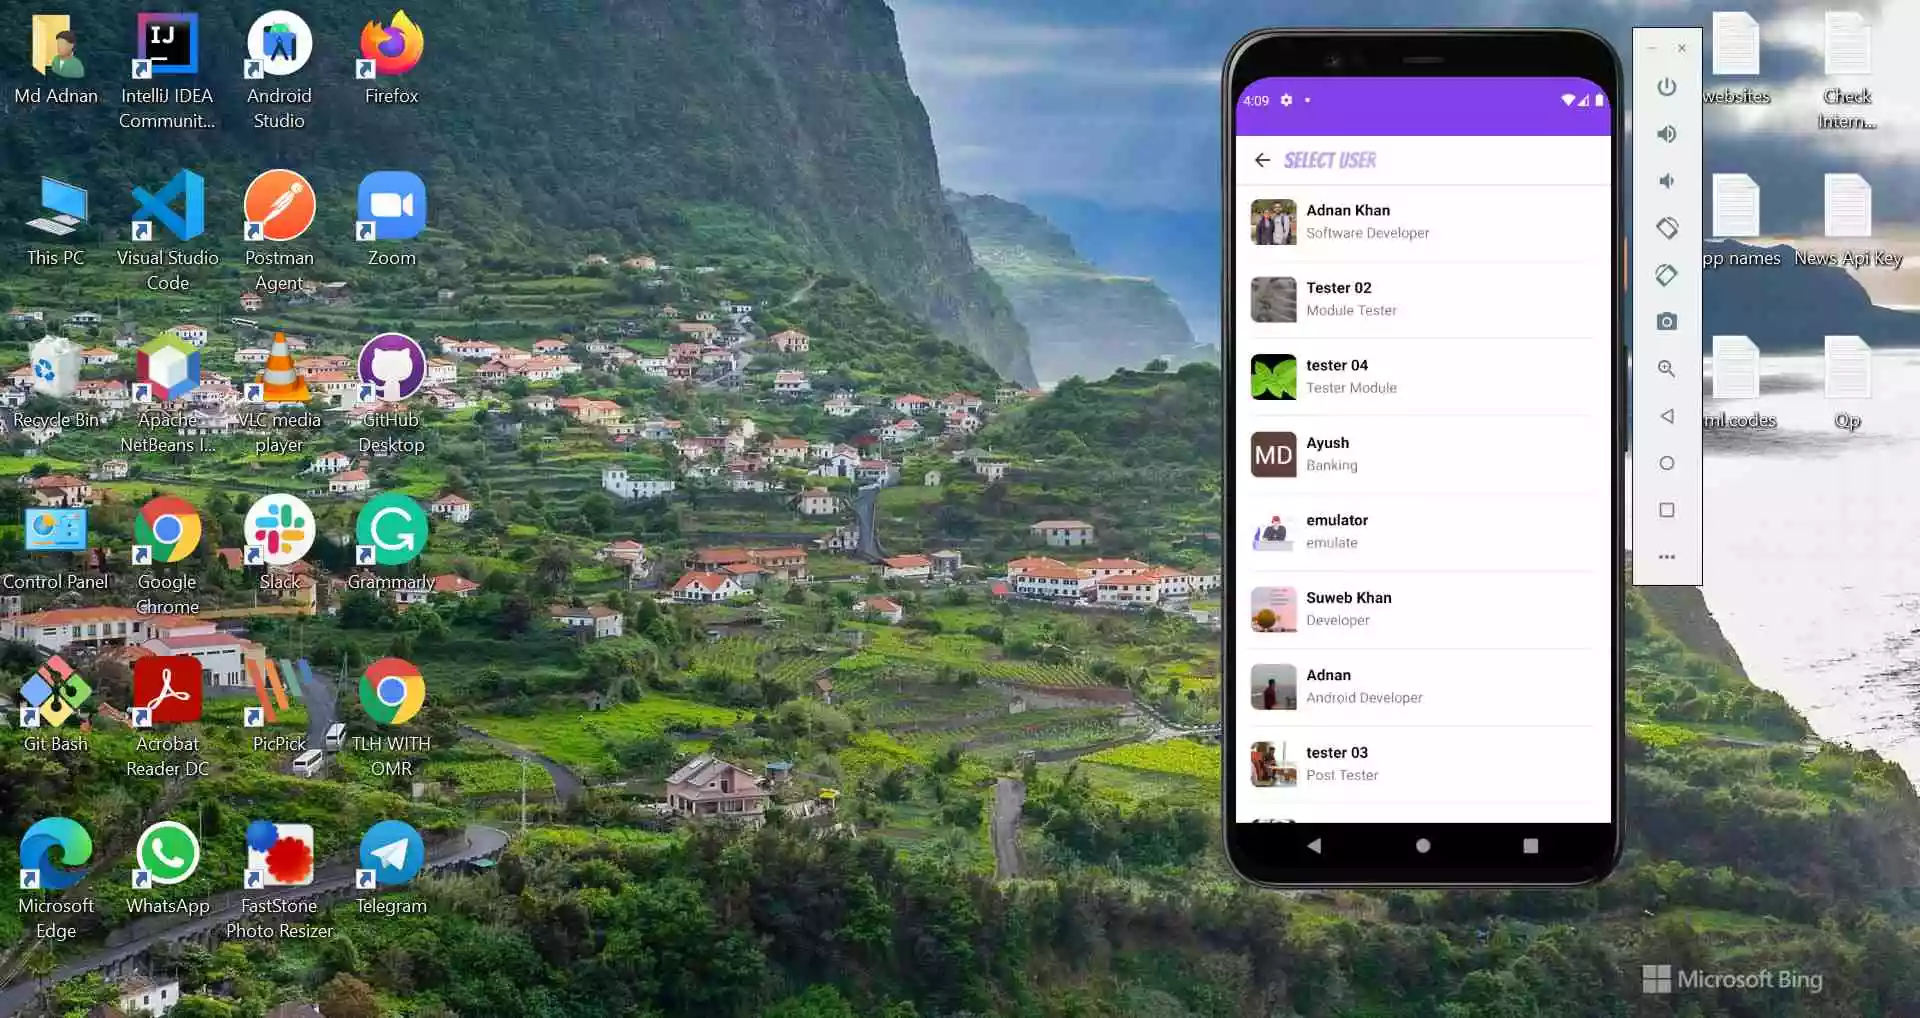 Md Adnan
IJ
IntelliJ IDEA
Communit...
Android
Studio
Firefox
This PC
Visual Studio
Code
Postman
Agent
Zoom
Recycle Bin
Apache
NetBeans I...
VLC media
player
GitHub
Desktop
Control Panel
Google
Chrome
Slack
Grammarly
Git Bash
Acrobat
Reader DC
PicPick
TLH WITH
OMR
Microsoft
Edge
WhatsApp
FastStone
Photo Resizer
Telegram
4:09
SELECT USER
Adnan Khan
Software Developer
Tester 02
Module Tester
tester 04
Tester Module
MD
Ayush
Banking
emulator
emulate
Suweb Khan
Developer
Adnan
Android Developer
tester 03
Post Tester
websites
Check
Intern...
pp names
News Api Key
ml codes
Qp
Microsoft Bing